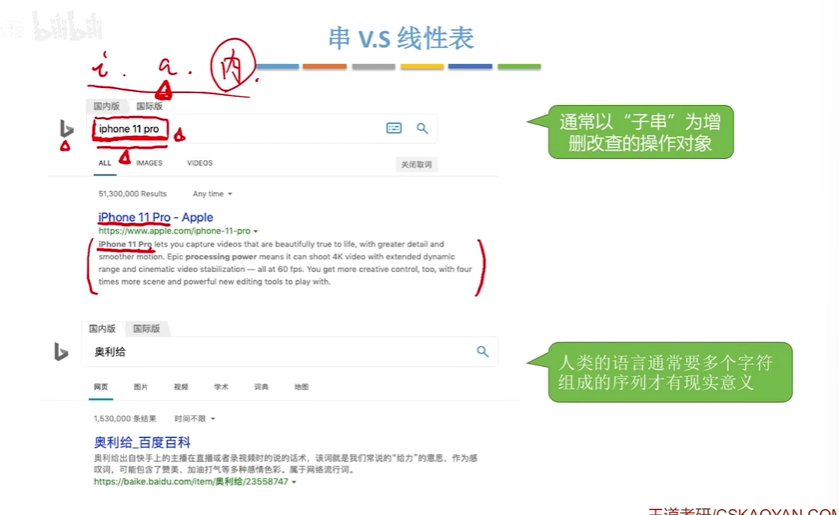 bilibili
串 V.S 线性表
i . a . 内 .
国内版 国际版
iphone 11 pro
ALL IMAGES VIDEOS
关闭取词
51,300,000 Results Any time
iPhone 11 Pro - Apple
https://www.apple.com/iphone-11-pro
iPhone 11 Pro lets you capture videos that are beautifully true to life, with greater detail and
smoother motion. Epic processing power means it can shoot 4K video with extended dynamic
range and cinematic video stabilization — all at 60 fps. You get more creative control, too, with four
times more scene and powerful new editing tools to play with.
通常以“子串”为增
删改查的操作对象
国内版 国际版
奥利给
网页 图片 视频 学术 词典 地图
1,530,000 条结果 时间不限
奥利给_百度百科
奥利给出自快手上的主播在直播或者录视频时的说的话术，该词就是我们常说的“给力”的意思，作为感
叹词，可能包含了赞美、加油打气等多种感情色彩。属于网络流行词。
https://baike.baidu.com/item/奥利给/23558747
人类的语言通常要多个字符
组成的序列才有现实意义
王道考研/CSKAOYAN.COM